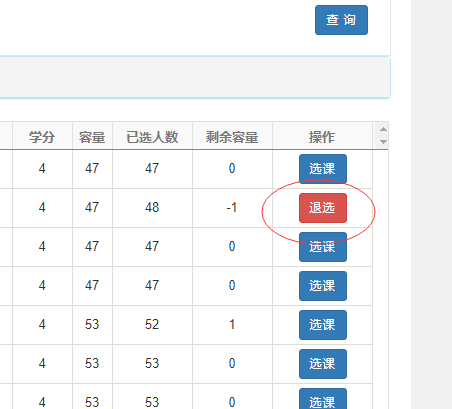 查 询
学分 容量 已选人数 剩余容量 操作
4 47 47 0 选课
4 47 48 -1 退选
4 47 47 0 选课
4 47 47 0 选课
4 53 52 1 选课
4 53 53 0 选课
4 53 53 0 选课